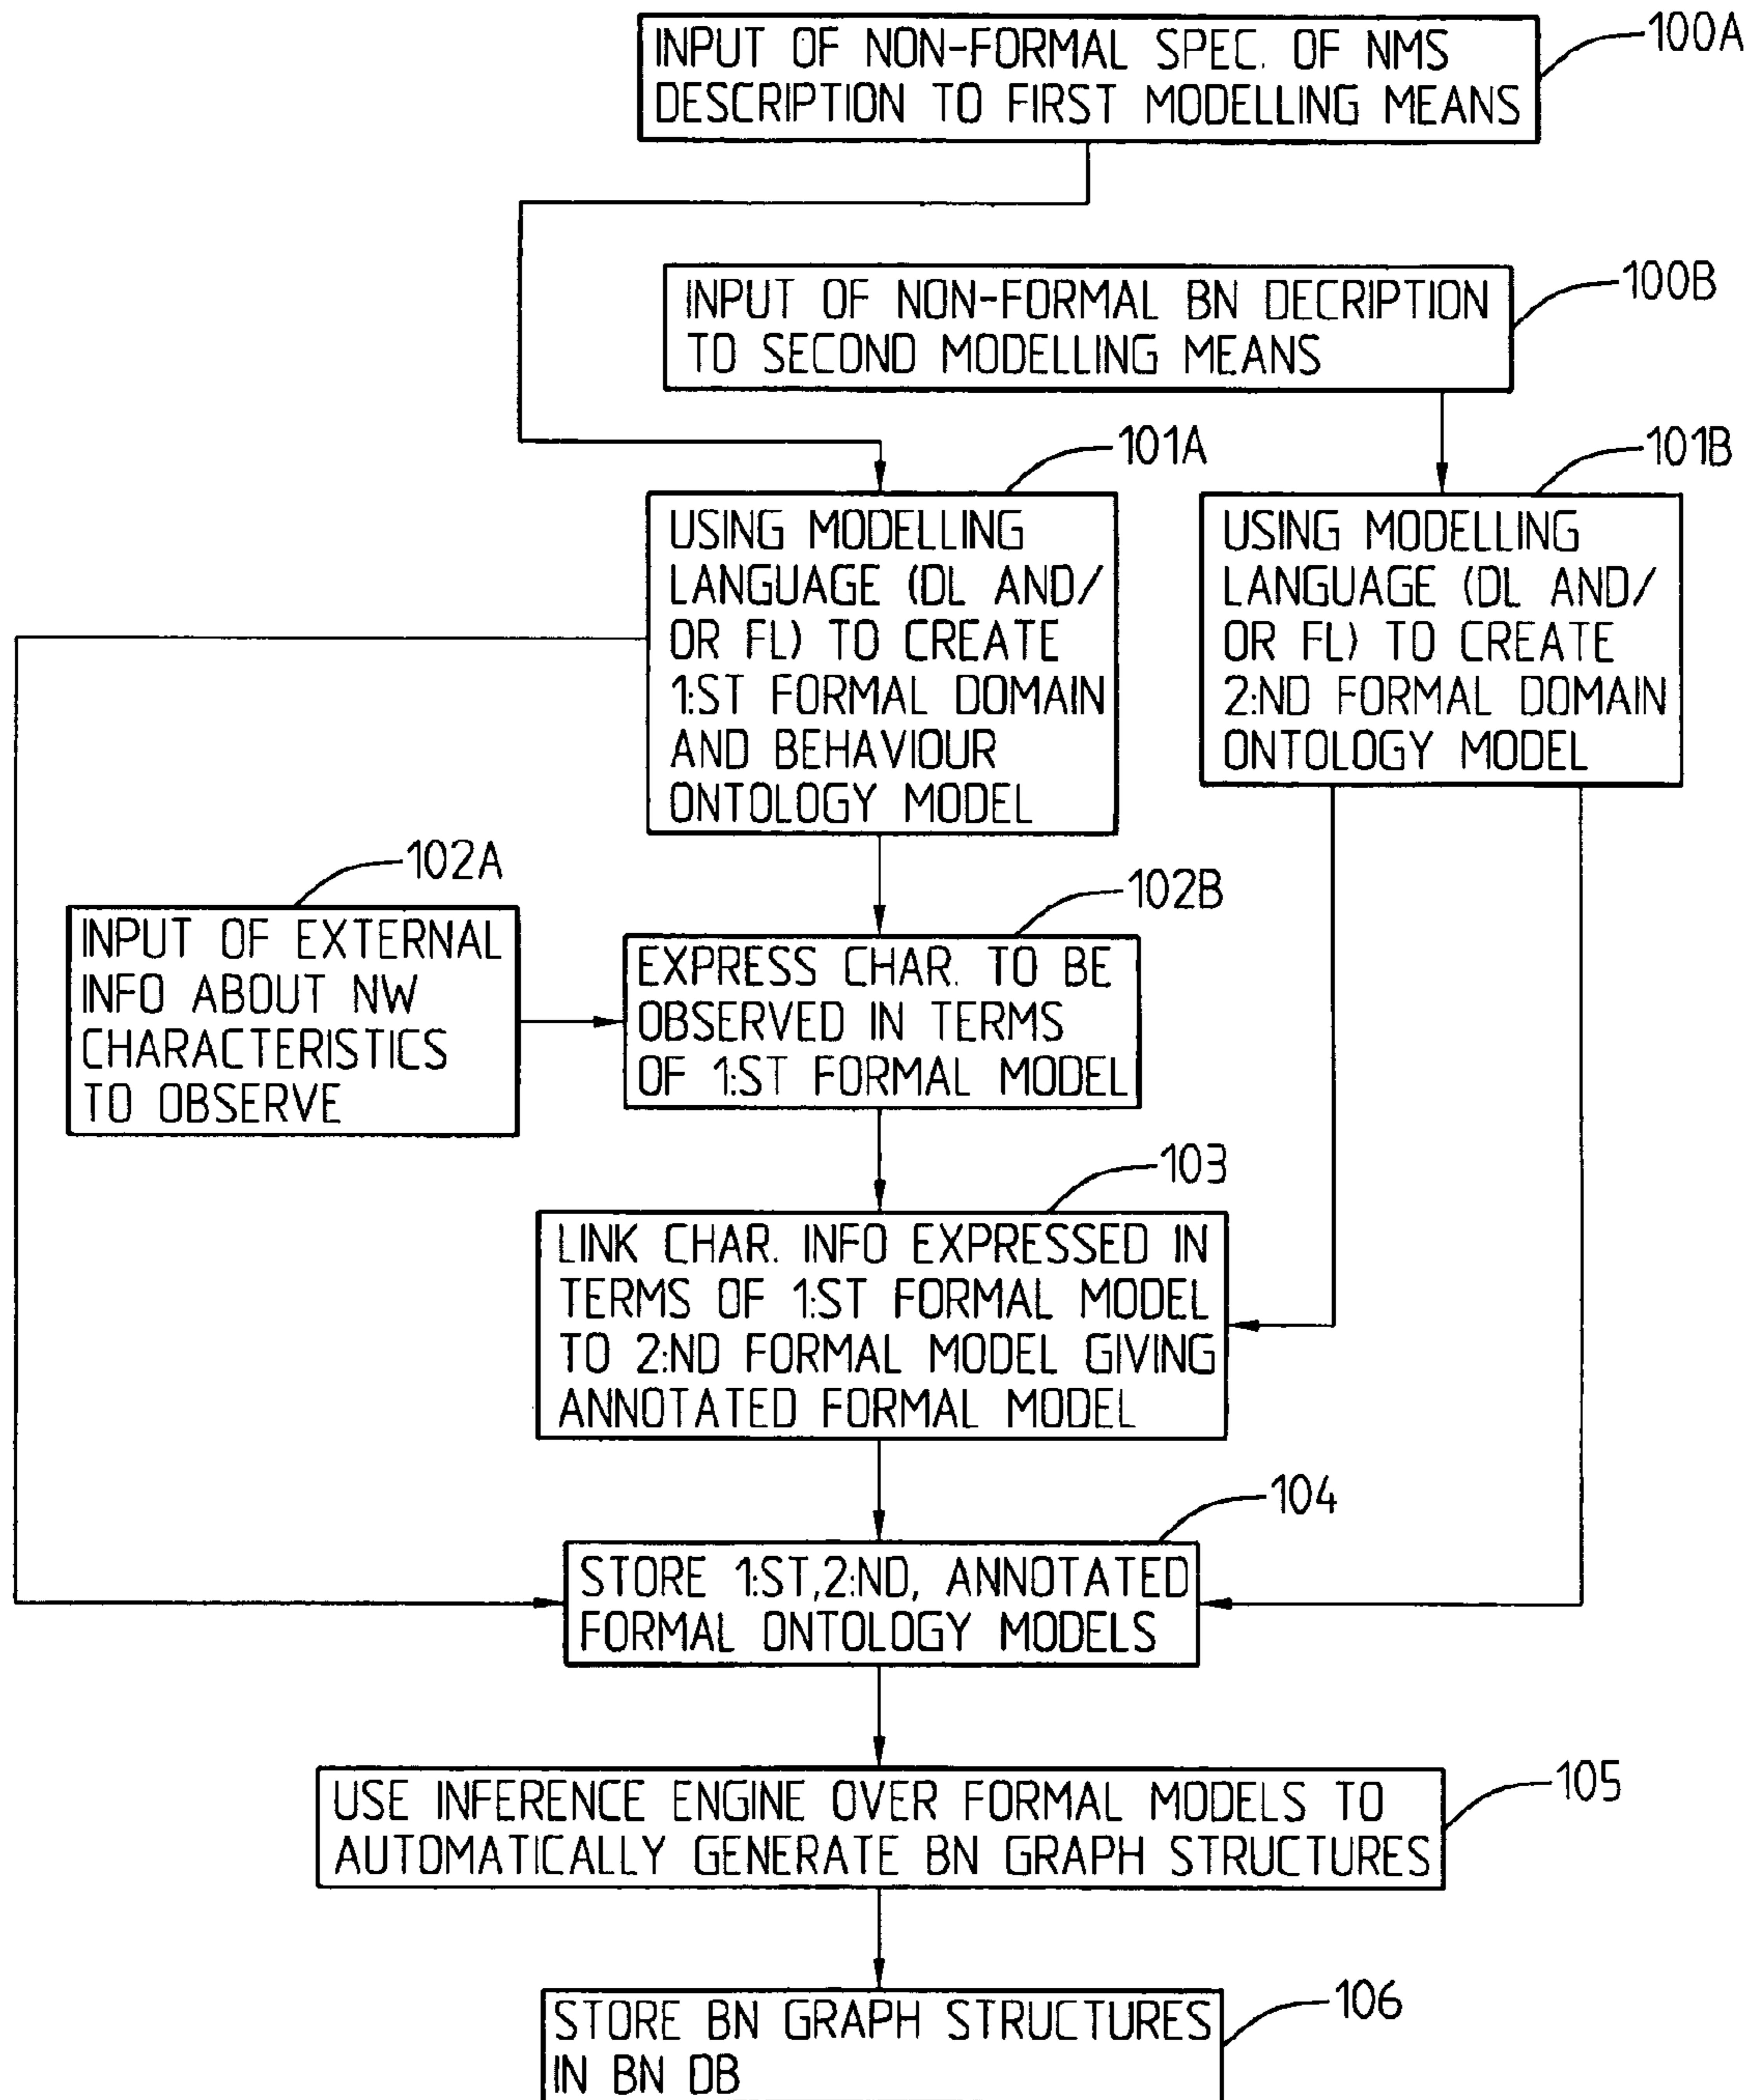 100A
INPUT OF NON-FORMAL SPEC. OF NMS
DESCRIPTION TO FIRST MODELLING MEANS
100B
INPUT OF NON-FORMAL BN DECRIPTION
TO SECOND MODELLING MEANS
101A
USING MODELLING
LANGUAGE (DL AND/
OR FL) TO CREATE
1:ST FORMAL DOMAIN
AND BEHAVIOUR
ONTOLOGY MODEL
101B
USING MODELLING
LANGUAGE (DL AND/
OR FL) TO CREATE
2:ND FORMAL DOMAIN
ONTOLOGY MODEL
102A
INPUT OF EXTERNAL
INFO ABOUT NW
CHARACTERISTICS
TO OBSERVE
102B
EXPRESS CHAR. TO BE
OBSERVED IN TERMS
OF 1:ST FORMAL MODEL
103
LINK CHAR. INFO EXPRESSED IN
TERMS OF 1:ST FORMAL MODEL
TO 2:ND FORMAL MODEL GIVING
ANNOTATED FORMAL MODEL
104
STORE 1:ST,2:ND, ANNOTATED
FORMAL ONTOLOGY MODELS
105
USE INFERENCE ENGINE OVER FORMAL MODELS TO
AUTOMATICALLY GENERATE BN GRAPH STRUCTURES
106
STORE BN GRAPH STRUCTURES
IN BN DB